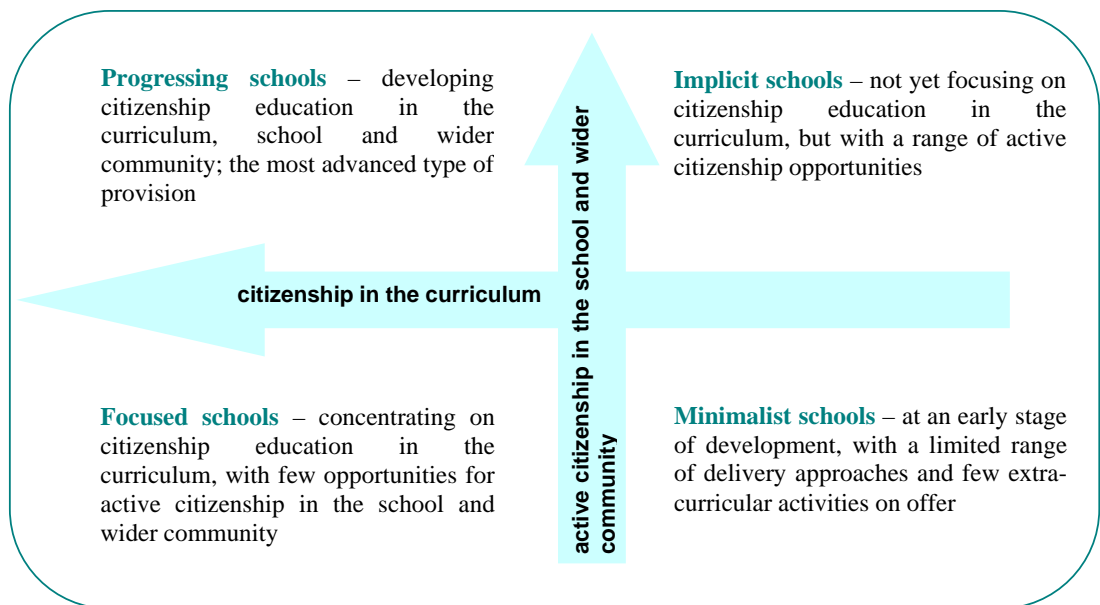 Progressing schools – developing
citizenship education in the
curriculum, school and wider
community; the most advanced type of
provision
Implicit schools – not yet focusing on
citizenship education in the
curriculum, but with a range of active
citizenship opportunities
citizenship in the curriculum
active citizenship in the school and wider
community
Focused schools – concentrating on
citizenship education in the
curriculum, with few opportunities for
active citizenship in the school and
wider community
Minimalist schools – at an early stage
of development, with a limited range
of delivery approaches and few extra-
curricular activities on offer